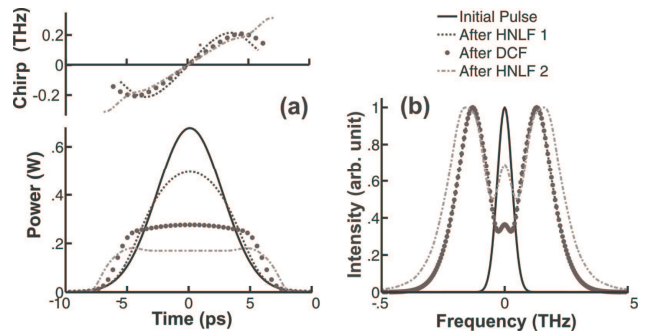 Chirp (THz)
0.2
0
- 0.2
(a)
Power (W)
.6
.4
.2
0
-10
-5
0
5
0
Time (ps)
Initial Pulse
After HNLF 1
After DCF
After HNLF 2
(b)
Intensity (arb. unit)
1
.8
.6
.4
.2
0
-.5
0
5
Frequency (THz)